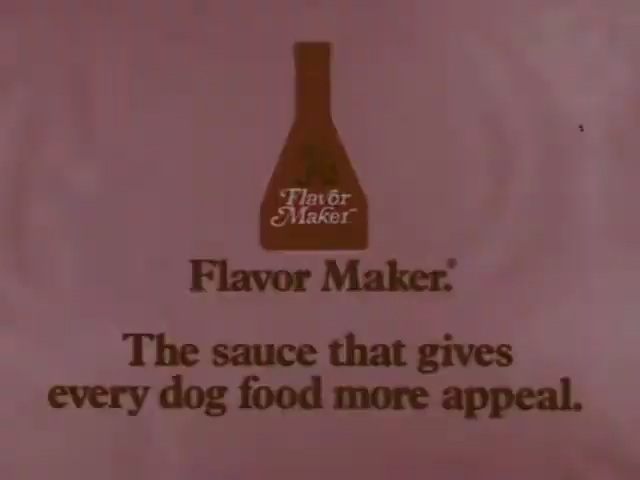 Flavor
Maker
Flavor Maker.®
The sauce that gives
every dog food more appeal.